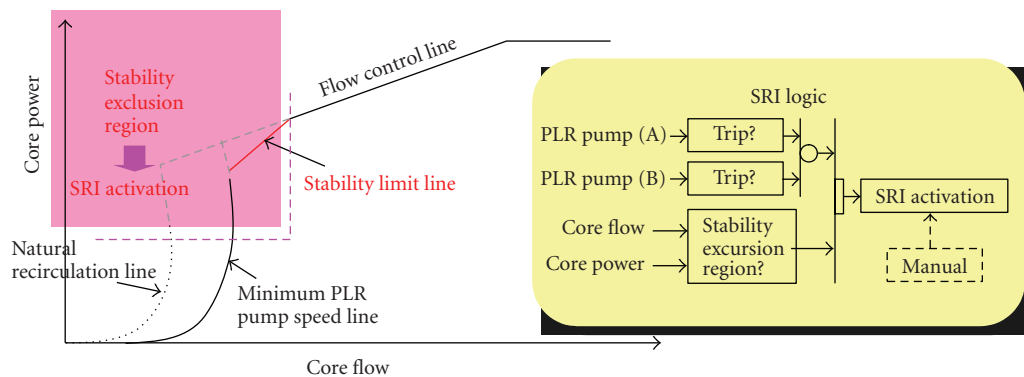 Core power
Stability
exclusion
region
SRI activation
Flow control line
Stability limit line
Natural
recirculation line
Minimum PLR
pump speed line
Core flow
SRI logic
PLR pump (A)
Trip?
PLR pump (B)
Trip?
Core flow
Core power
Stability
excursion
region?
SRI activation
Manual